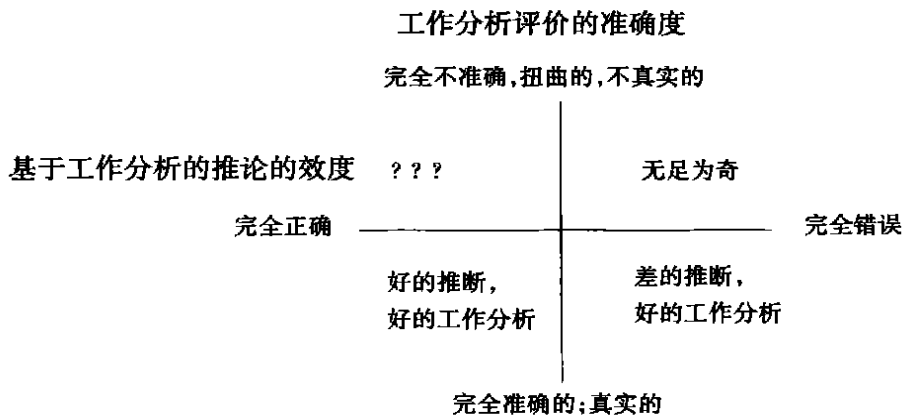 工作分析评价的准确度
完全不准确,扭曲的,不真实的
基于工作分析的推论的效度 ???
无足为奇
完全正确
完全错误
好的推断,
好的工作分析
差的推断,
好的工作分析
完全准确的;真实的